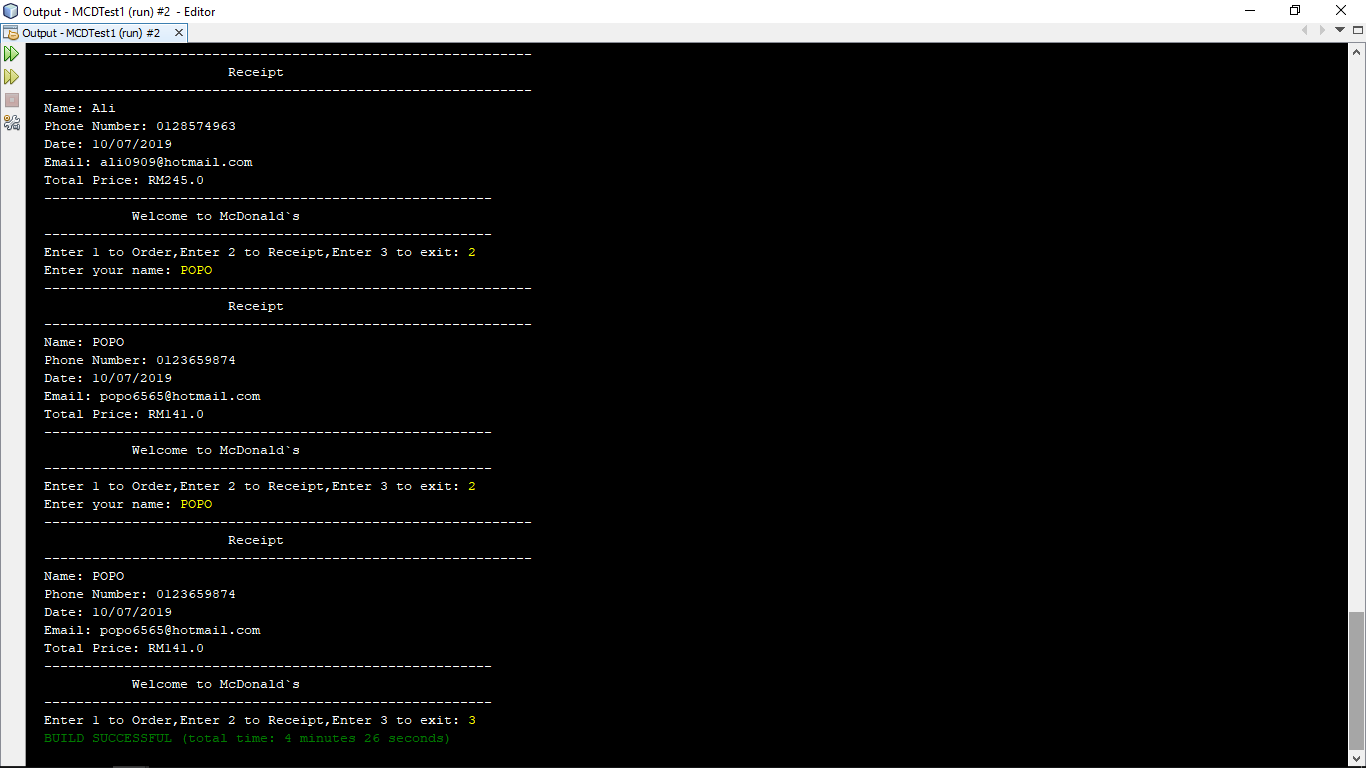 Output - MCDTest1 (run) #2 - Editor
Output - MCDTest1 (run) #2
-------------------------------------------------------------
Receipt
-------------------------------------------------------------
Name: Ali
Phone Number: 0128574963
Date: 10/07/2019
Email: ali0909@hotmail.com
Total Price: RM245.0
--------------------------------------------------------
Welcome to McDonald`s
--------------------------------------------------------
Enter 1 to Order,Enter 2 to Receipt,Enter 3 to exit: 2
Enter your name: POPO
-------------------------------------------------------------
Receipt
-------------------------------------------------------------
Name: POPO
Phone Number: 0123659874
Date: 10/07/2019
Email: popo6565@hotmail.com
Total Price: RM141.0
--------------------------------------------------------
Welcome to McDonald`s
--------------------------------------------------------
Enter 1 to Order,Enter 2 to Receipt,Enter 3 to exit: 2
Enter your name: POPO
-------------------------------------------------------------
Receipt
-------------------------------------------------------------
Name: POPO
Phone Number: 0123659874
Date: 10/07/2019
Email: popo6565@hotmail.com
Total Price: RM141.0
--------------------------------------------------------
Welcome to McDonald`s
--------------------------------------------------------
Enter 1 to Order,Enter 2 to Receipt,Enter 3 to exit: 3
BUILD SUCCESSFUL (total time: 4 minutes 26 seconds)